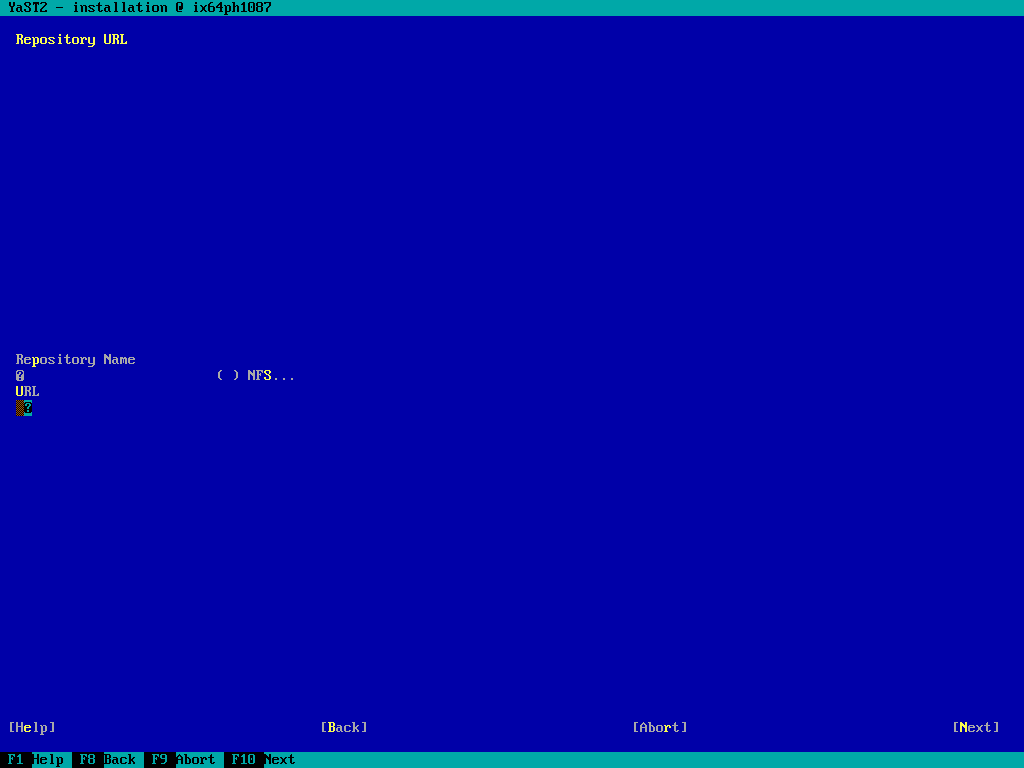 YaST2 - installation @ ix64ph1087
Repository URL
Repository Name
� ( ) NFS...
URL
�
[Help] [Back] [Abort] [Next]
F1 Help F8 Back F9 Abort F10 Next